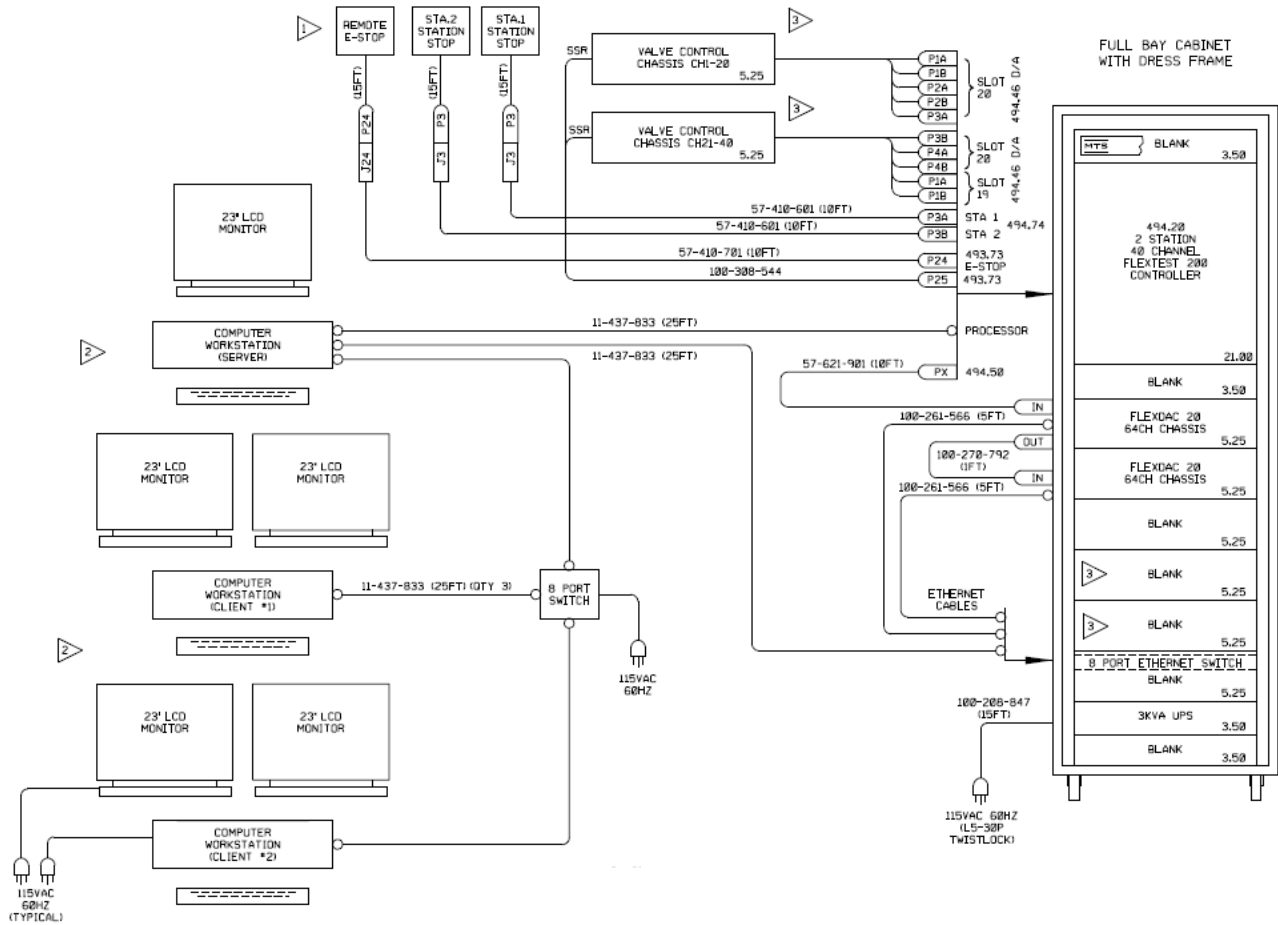 1
REMOTE
E-STOP
STA.2
STATION
STOP
STA.1
STATION
STOP
(15FT)
(15FT)
(15FT)
P24
P3
P3
J24
J3
J3
3
SSR
VALVE CONTROL
CHASSIS CH1-20
5.25
3
SSR
VALVE CONTROL
CHASSIS CH21-40
5.25
P1A
P1B
P2A
P2B
P3A
SLOT
20
494.46 D/A
P3B
P4A
P4B
SLOT
20
P1A
P1B
SLOT
19
494.46 D/A
57-410-601 (10FT)
P3A
STA 1
57-410-601 (10FT)
P3B
STA 2
494.74
57-410-701 (10FT)
P24
493.73
E-STOP
100-308-544
P25
493.73
23" LCD
MONITOR
2
COMPUTER
WORKSTATION
(SERVER)
11-437-833 (25FT)
PROCESSOR
11-437-833 (25FT)
57-621-901 (10FT)
PX
494.50
IN
100-261-566 (5FT)
OUT
100-270-792
(1FT)
IN
100-261-566 (5FT)
23" LCD
MONITOR
23" LCD
MONITOR
COMPUTER
WORKSTATION
(CLIENT #1)
11-437-833 (25FT) (QTY 3)
8 PORT
SWITCH
115VAC
60HZ
ETHERNET
CABLES
2
23" LCD
MONITOR
23" LCD
MONITOR
COMPUTER
WORKSTATION
(CLIENT #2)
115VAC
60HZ
(TYPICAL)
100-208-847
(15FT)
115VAC 60HZ
(L5-30P
TWISTLOCK)
FULL BAY CABINET
WITH DRESS FRAME
MTS
BLANK
3.50
494.20
2 STATION
40 CHANNEL
FLEXTEST 200
CONTROLLER
21.00
BLANK
3.50
FLEXDAC 20
64CH CHASSIS
5.25
FLEXDAC 20
64CH CHASSIS
5.25
BLANK
5.25
3
BLANK
5.25
3
BLANK
5.25
8 PORT ETHERNET SWITCH
BLANK
5.25
3KVA UPS
3.50
BLANK
3.50